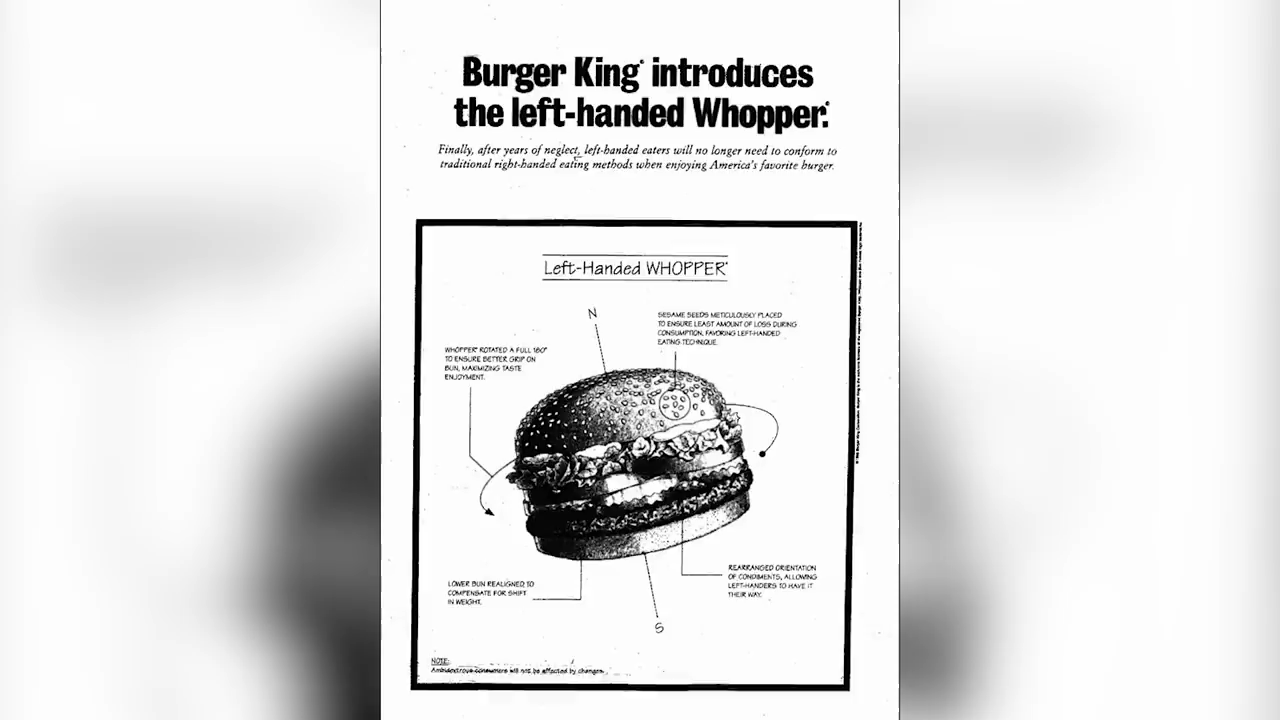 Burger King® introduces
the left-handed Whopper.®
Finally, after years of neglect, left-handed eaters will no longer need to conform to
traditional right-handed eating methods when enjoying America's favorite burger.
Left-Handed WHOPPER®
N
SESAME SEEDS METICULOUSLY PLACED
TO ENSURE LEAST AMOUNT OF LOSS DURING
CONSUMPTION, FAVORING LEFT-HANDED
EATING TECHNIQUE.
WHOPPER® ROTATED A FULL 180°
TO ENSURE BETTER GRIP ON
BUN, MAXIMIZING TASTE
ENJOYMENT.
REARRANGED ORIENTATION
OF CONDIMENTS, ALLOWING
LEFT-HANDERS TO HAVE IT
THEIR WAY.
LOWER BUN REALIGNED TO
COMPENSATE FOR SHIFT
IN WEIGHT.
S
NOTE:
Ambidextrous consumers will not be affected by changes.